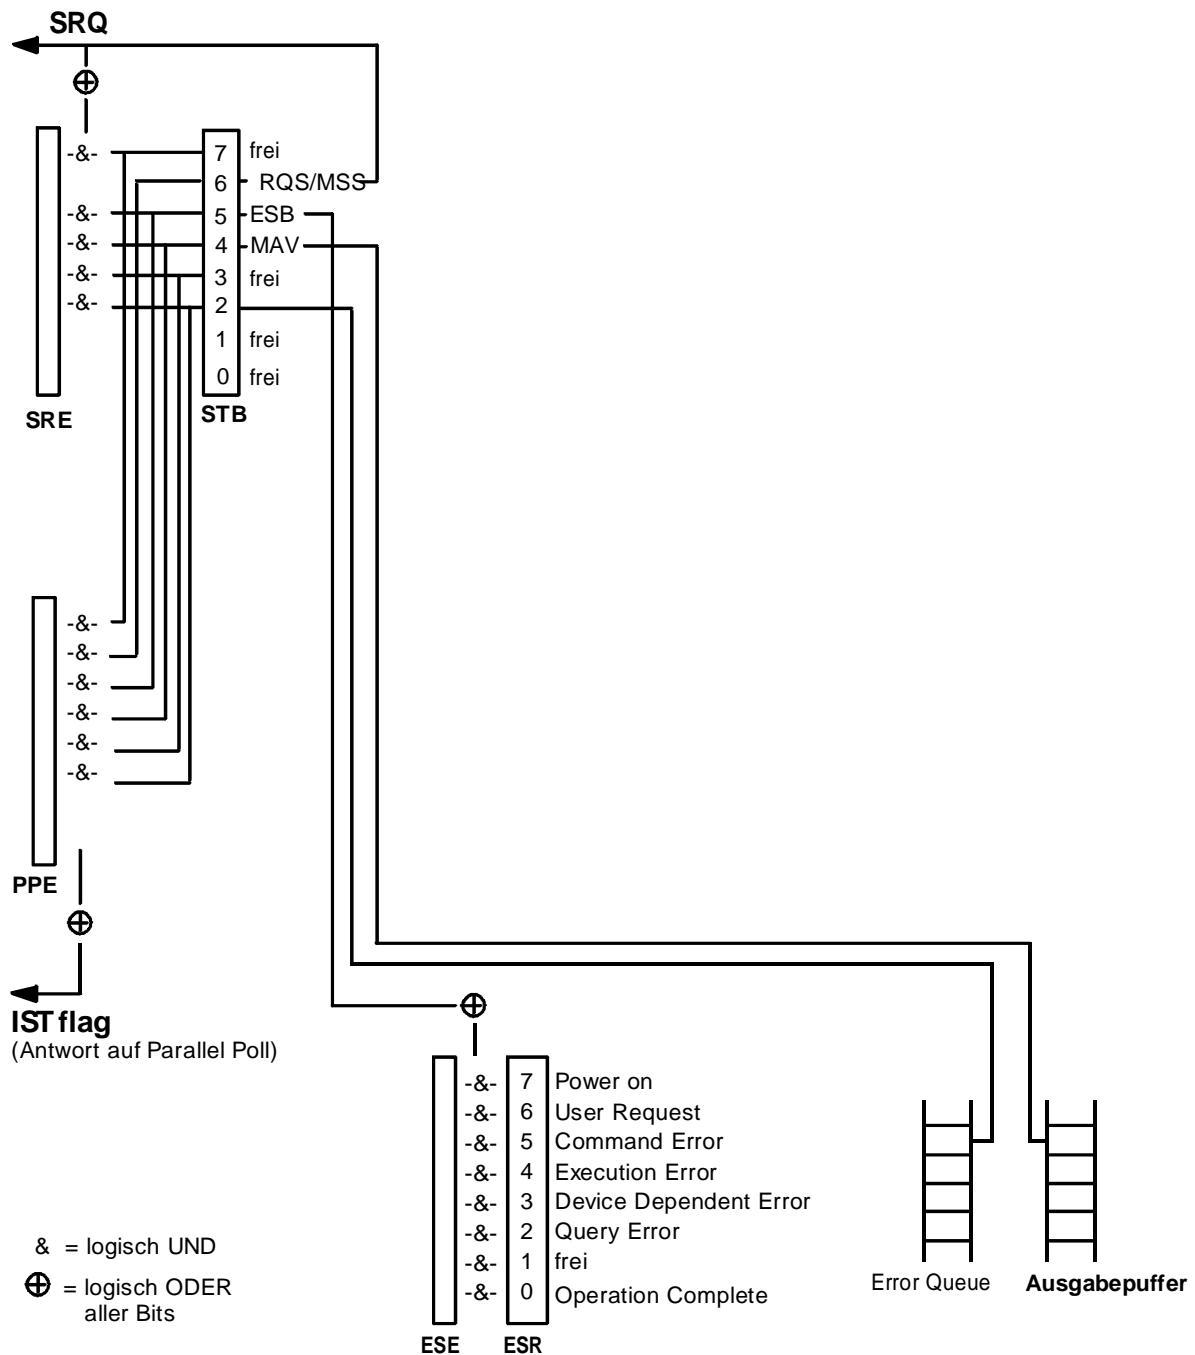 SRQ
-&- 7 frei
6 RQS/MSS
-&- 5 ESB
-&- 4 MAV
-&- 3 frei
-&- 2
1 frei
0 frei
SRE STB
-&-
-&-
-&-
-&-
-&-
-&-
PPE
IST flag
(Antwort auf Parallel Poll)
-&- 7 Power on
-&- 6 User Request
-&- 5 Command Error
-&- 4 Execution Error
-&- 3 Device Dependent Error
-&- 2 Query Error
-&- 1 frei
-&- 0 Operation Complete
ESE ESR
Error Queue Ausgabepuffer
& = logisch UND
⊕ = logisch ODER
aller Bits